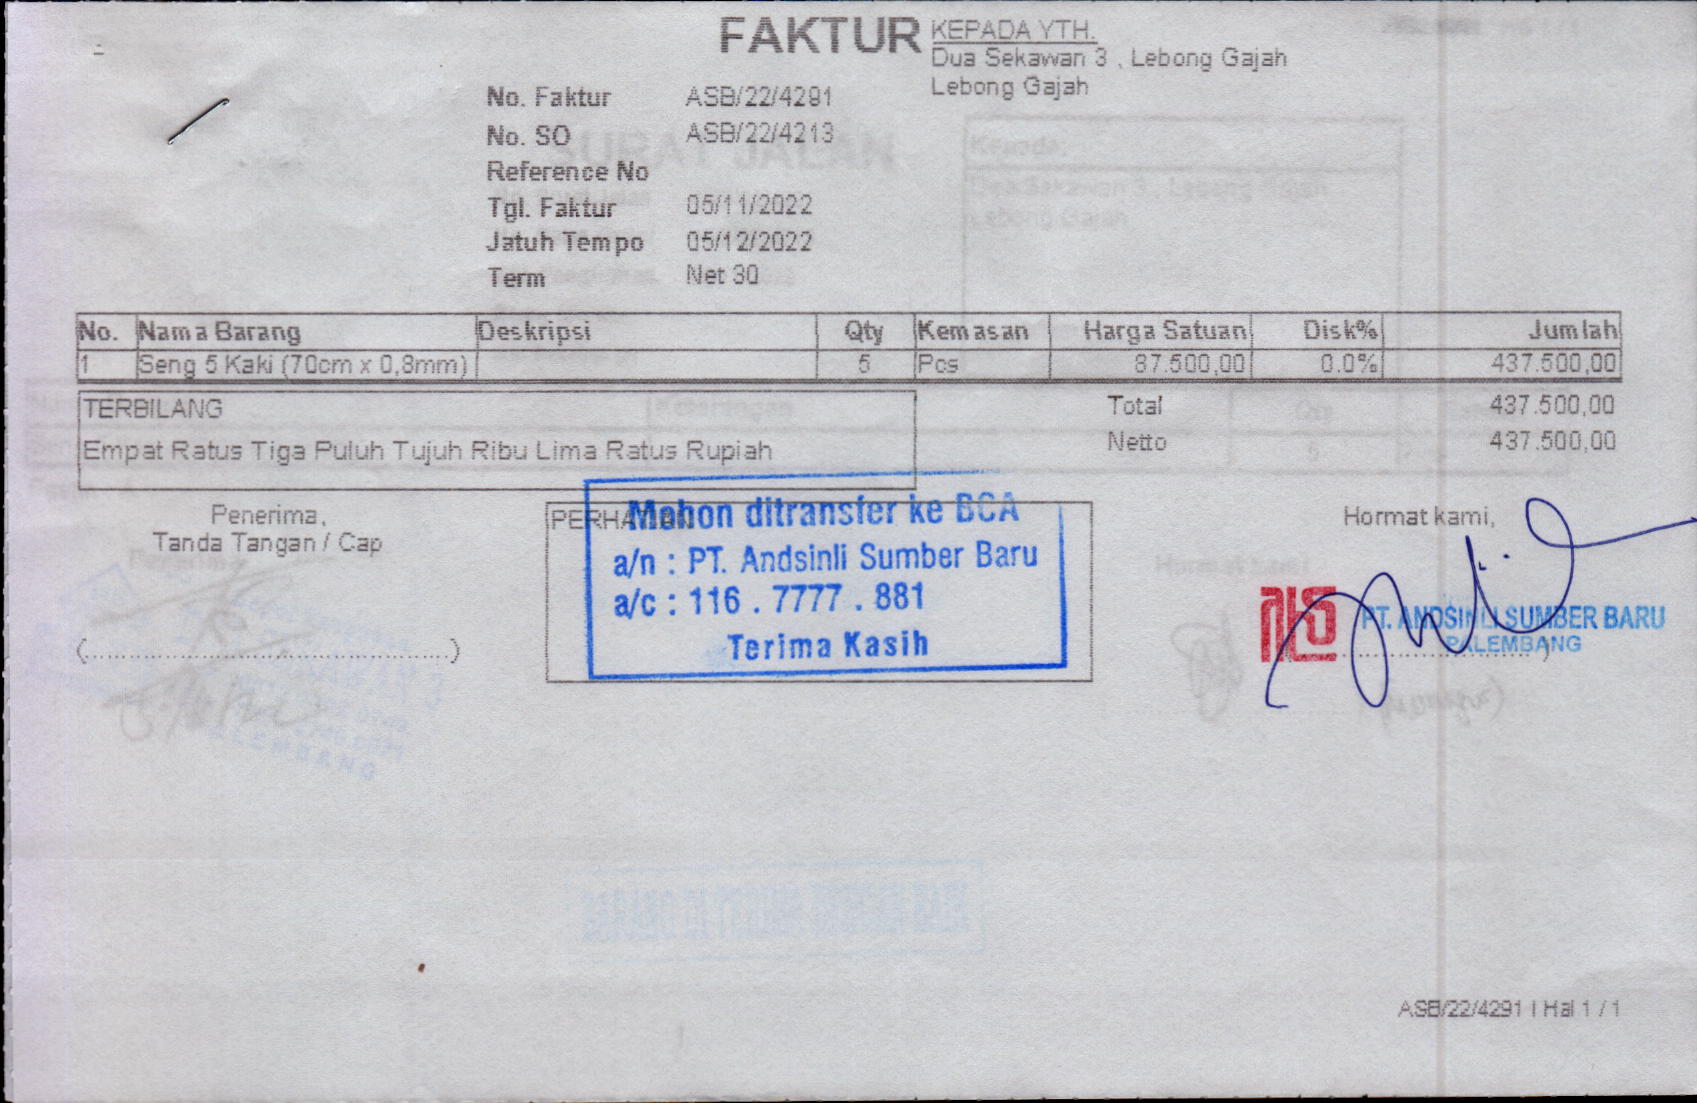 FAKTUR
KEPADA YTH.
Dua Sekawan 3 , Lebong Gajah
Lebong Gajah
No. Faktur ASB/22/4291
No. SO ASB/22/4213
Reference No
Tgl. Faktur 05/11/2022
Jatuh Tempo 05/12/2022
Term Net 30
No. Nama Barang Deskripsi Qty Kemasan Harga Satuan Disk% Jumlah
1 Seng 5 Kaki (70cm x 0,8mm) 5 Pcs 87.500,00 0.0% 437.500,00
TERBILANG
Empat Ratus Tiga Puluh Tujuh Ribu Lima Ratus Rupiah
Total 437.500,00
Netto 437.500,00
Penerima,
Tanda Tangan / Cap
(........................................................)
PERHATIAN
Mohon ditransfer ke BCA
a/n : PT. Andsinli Sumber Baru
a/c : 116 . 7777 . 881
Terima Kasih
Hormat kami,
PT. ANDSINLI SUMBER BARU
PALEMBANG
ASB/22/4291 | Hal 1 / 1